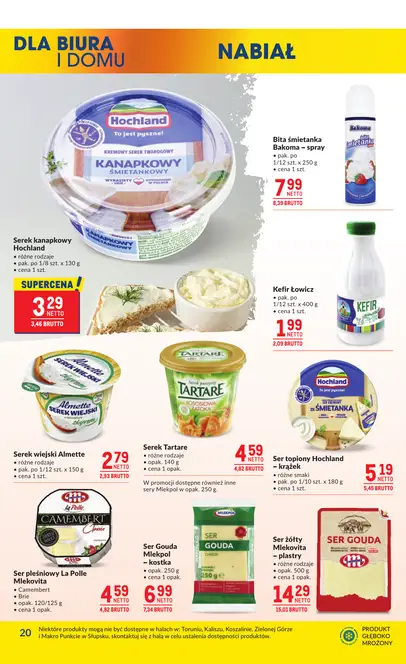 DLA BIURA
I DOMU
NABIAŁ
Hochland
To jest pyszne!
KREMOWY SEREK TWAROGOWY
KANAPKOWY
ŚMIETANKOWY
Serek kanapkowy
Hochland
• różne rodzaje
• pak. po 1/8 szt. x 130 g
• cena 1 szt.
SUPERCENA!
3,29
NETTO
3,46 BRUTTO
Bakoma
Bita śmietanka
Bakoma – spray
• pak. po
1/12 szt. x 250 g
• cena 1 szt.
7,99
NETTO
8,39 BRUTTO
Kefir Łowicz
• pak. po
1/12 szt. x 400 g
• cena 1 szt.
1,99
NETTO
2,09 BRUTTO
KEFIR
Almette
SEREK WIEJSKI
Serek wiejski Almette
• różne rodzaje
• pak. po 1/12 szt. x 150 g
• cena 1 szt.
2,79
NETTO
2,93 BRUTTO
TARTARE
Serek Tartare
• różne rodzaje
• opak. 140 g
• cena 1 opak.
4,59
NETTO
4,82 BRUTTO
W promocji dostępne również inne
sery Mlekpol w opak. 250 g.
Hochland
ze ŚMIETANKĄ
Ser topiony Hochland
– krążek
• różne smaki
• pak. po 1/10 szt. x 180 g
• cena 1 szt.
5,19
NETTO
5,45 BRUTTO
La Polle
CAMEMBERT
Classic
Ser pleśniowy La Polle
Mlekovita
• Camembert
• Brie
• opak. 120/125 g
• cena 1 opak.
4,59
NETTO
4,82 BRUTTO
Ser Gouda
Mlekpol
– kostka
• opak. 250 g
• cena 1 opak.
6,99
NETTO
7,34 BRUTTO
MLEKPOL
SER
GOUDA
250 g
Ser żółty
Mlekovita
– plastry
• różne rodzaje
• opak. 500 g
• cena 1 opak.
14,29
NETTO
15,01 BRUTTO
SER GOUDA
20
Niektóre produkty mogą nie być dostępne w halach w: Toruniu, Kaliszu, Koszalinie, Zielonej Górze
i Makro Punkcie w Słupsku, skontaktuj się z halą w celu ustalenia dostępności produktów.
PRODUKT
GŁĘBOKO
MROŻONY